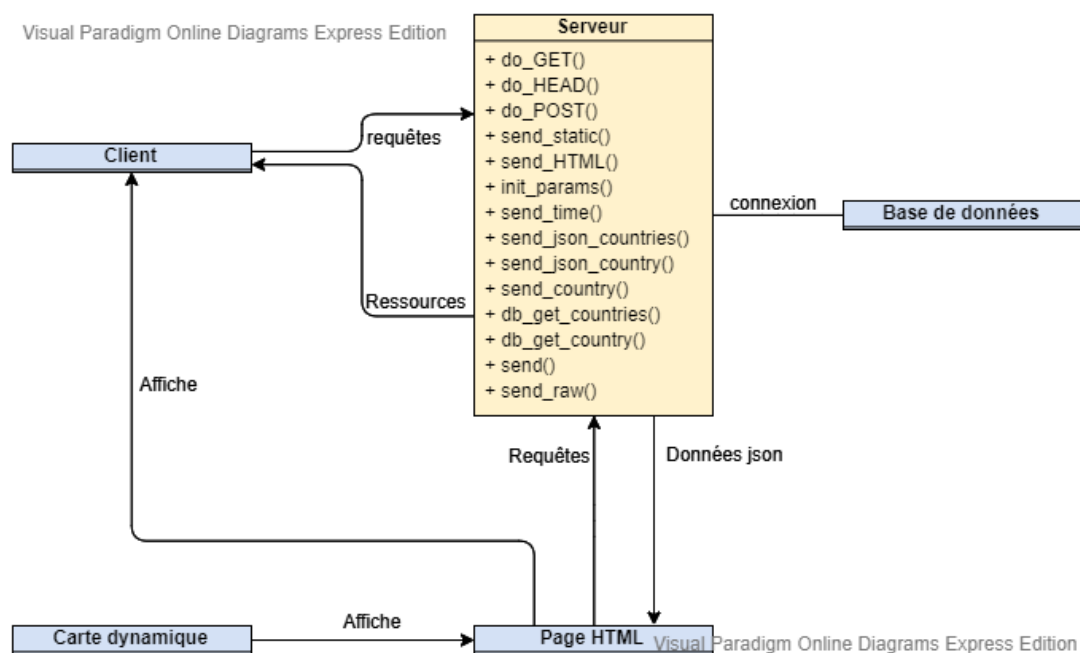 Visual Paradigm Online Diagrams Express Edition
Serveur
+ do_GET()
+ do_HEAD()
+ do_POST()
+ send_static()
+ send_HTML()
+ init_params()
+ send_time()
+ send_json_countries()
+ send_json_country()
+ send_country()
+ db_get_countries()
+ db_get_country()
+ send()
+ send_raw()
requêtes
Client
connexion
Base de données
Ressources
Affiche
Requêtes
Données json
Affiche
Carte dynamique
Page HTML
Visual Paradigm Online Diagrams Express Edition